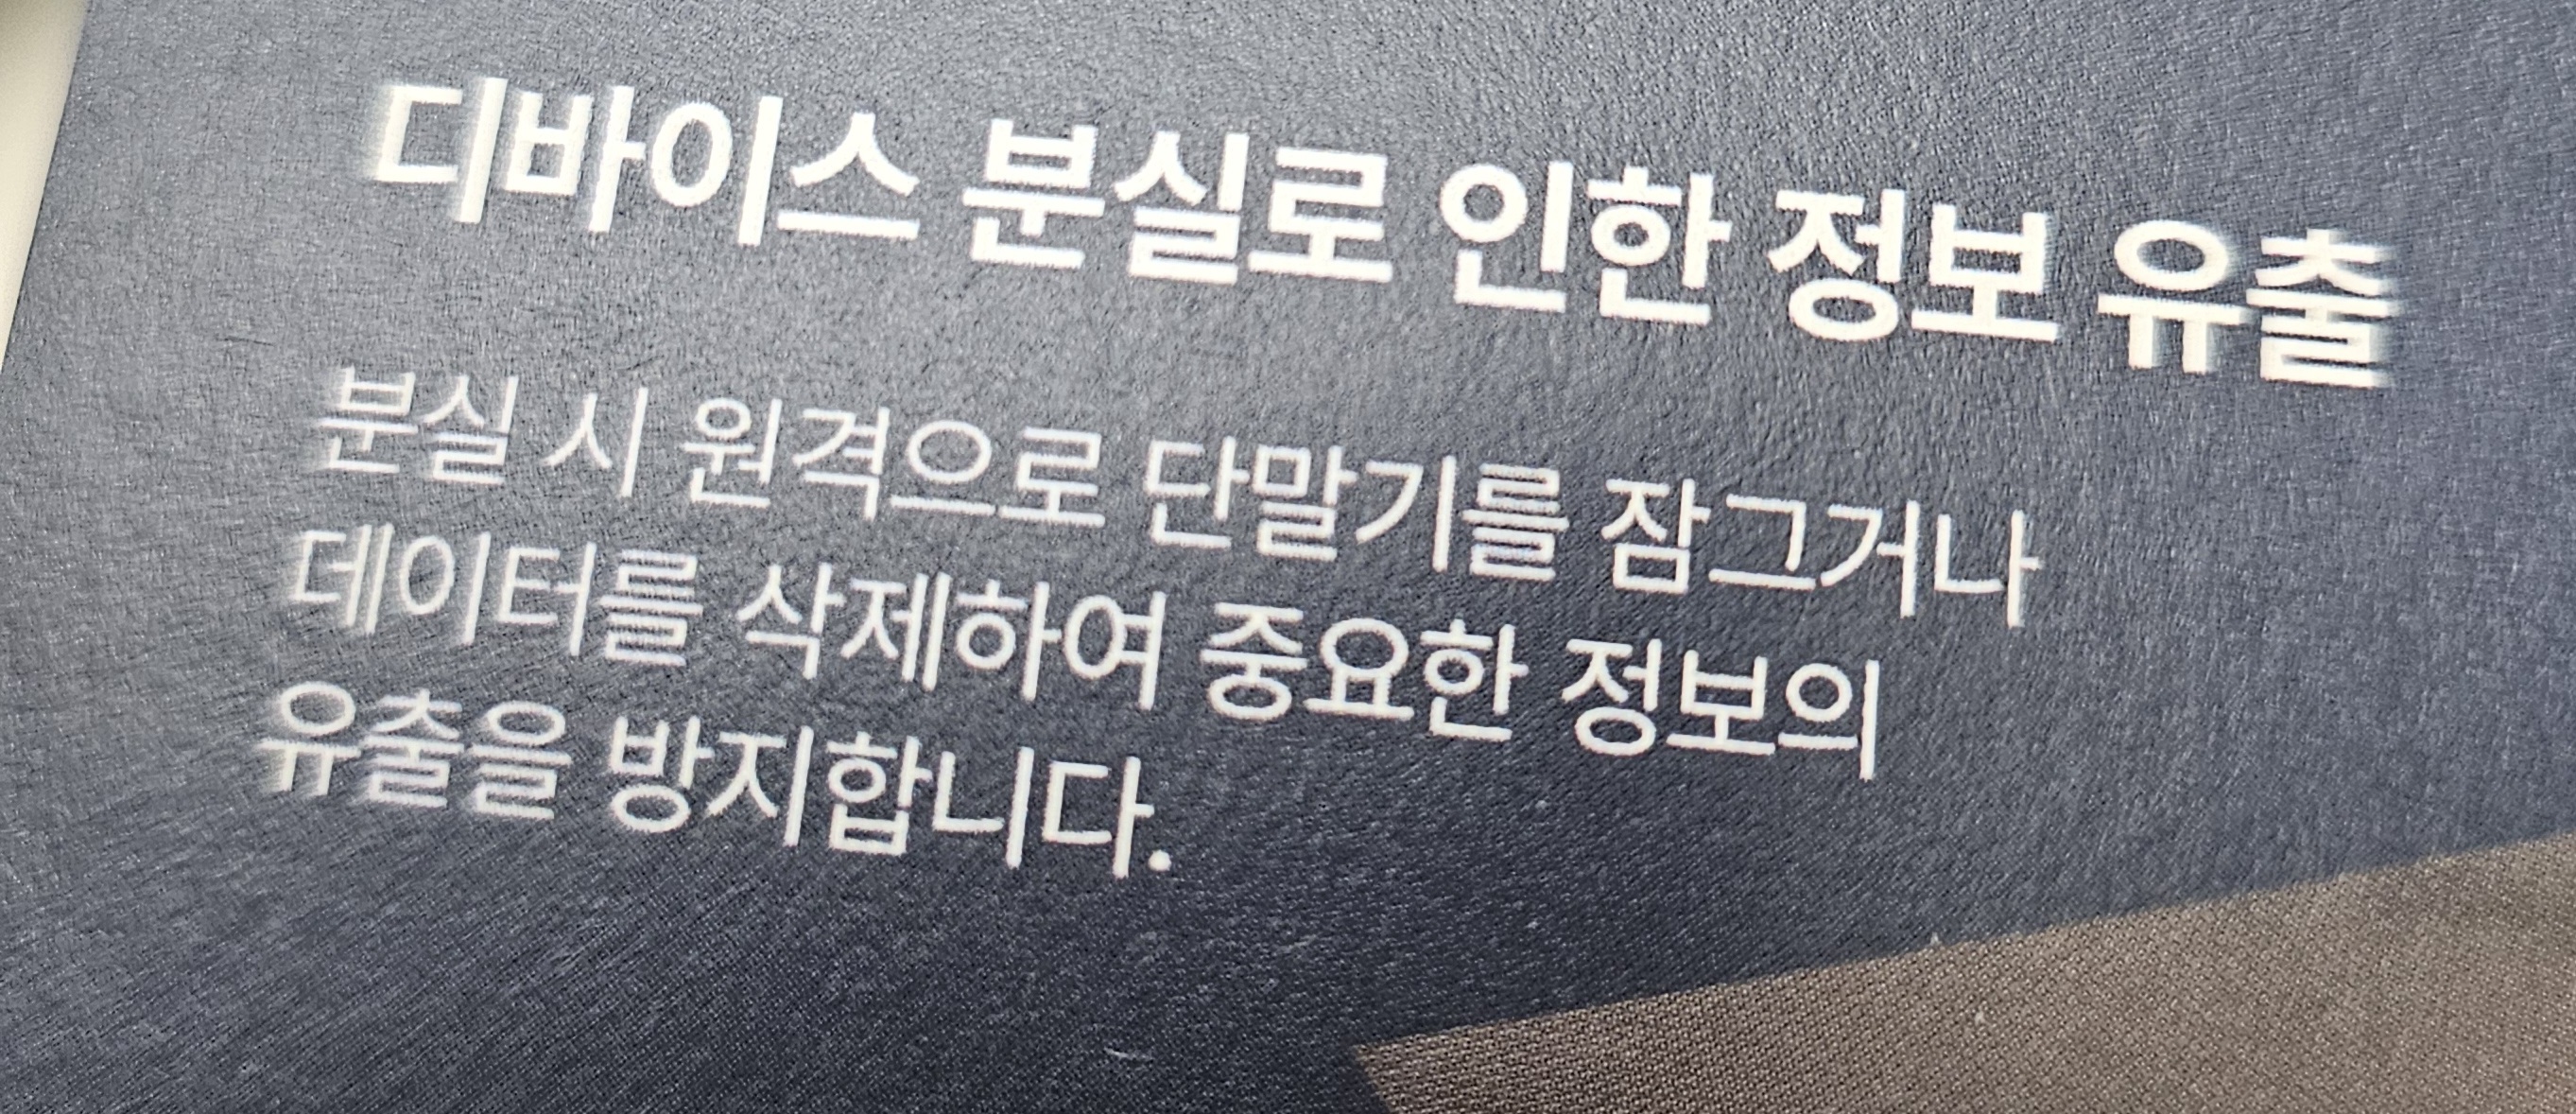 디바이스 분실로 인한 정보 유출
분실 시 원격으로 단말기를 잠그거나
데이터를 삭제하여 중요한 정보의
유출을 방지합니다.